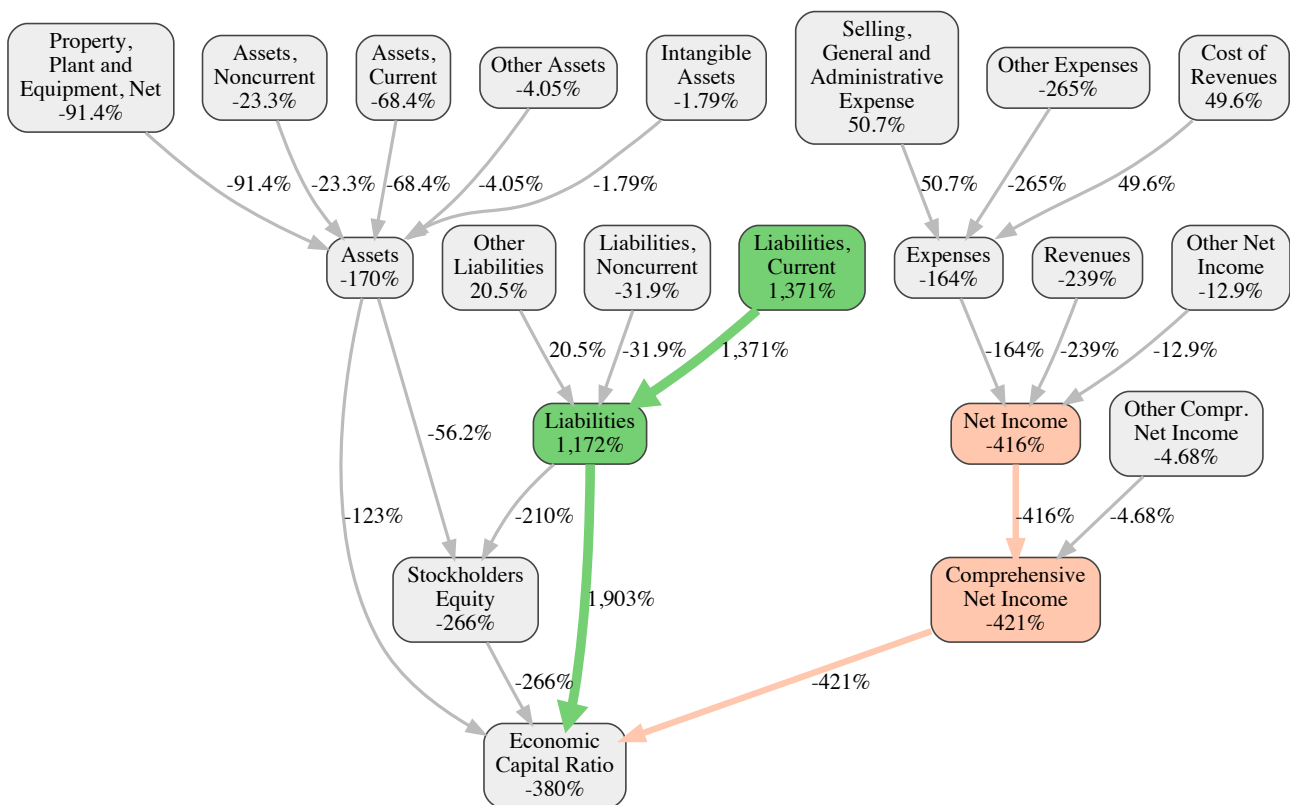 Property,
Plant and
Equipment, Net
-91.4%
Assets,
Noncurrent
-23.3%
Assets,
Current
-68.4%
Other Assets
-4.05%
Intangible
Assets
-1.79%
Selling,
General and
Administrative
Expense
50.7%
Other Expenses
-265%
Cost of
Revenues
49.6%
-91.4%
-23.3%
-68.4%
-4.05%
-1.79%
50.7%
-265%
49.6%
Assets
-170%
Other
Liabilities
20.5%
Liabilities,
Noncurrent
-31.9%
Liabilities,
Current
1,371%
Expenses
-164%
Revenues
-239%
Other Net
Income
-12.9%
20.5%
-31.9%
1,371%
-164%
-239%
-12.9%
Liabilities
1,172%
Net Income
-416%
Other Compr.
Net Income
-4.68%
-56.2%
-123%
-210%
-416%
-4.68%
Stockholders
Equity
-266%
1,903%
Comprehensive
Net Income
-421%
-266%
-421%
Economic
Capital Ratio
-380%